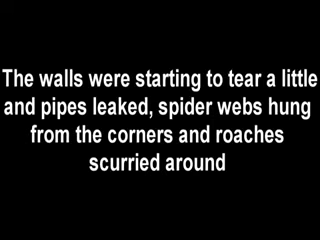 The walls were starting to tear a little
and pipes leaked, spider webs hung
from the corners and roaches
scurried around